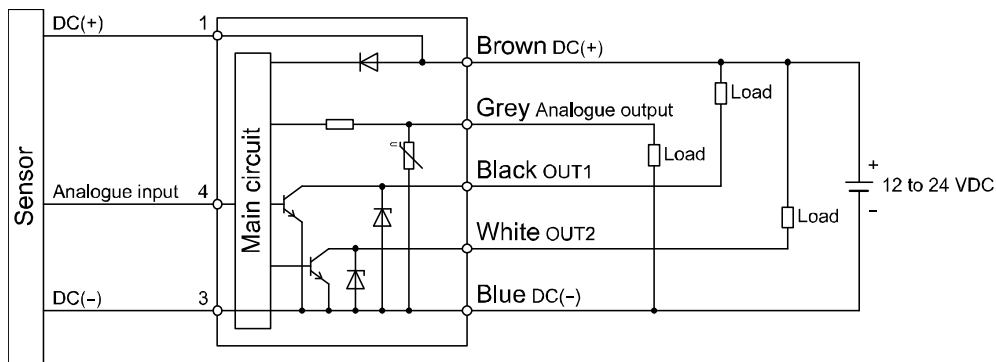 Sensor
DC(+)
1
Analogue input
4
DC(−)
3
Main circuit
U
Brown DC(+)
Grey Analogue output
Black OUT1
White OUT2
Blue DC(−)
Load
Load
Load
+
12 to 24 VDC
−